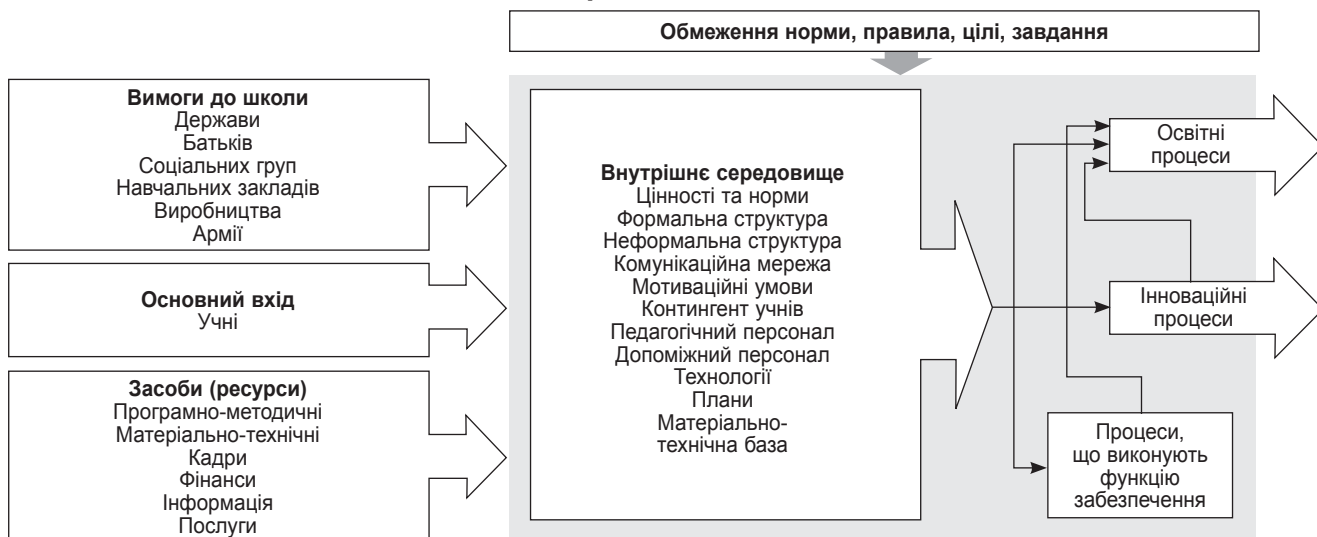 Обмеження норми, правила, цілі, завдання
Вимоги до школи
Держави
Батьків
Соціальних груп
Навчальних закладів
Виробництва
Армії
Основний вхід
Учні
Засоби (ресурси)
Програмно-методичні
Матеріально-технічні
Кадри
Фінанси
Інформація
Послуги
Внутрішнє середовище
Цінності та норми
Формальна структура
Неформальна структура
Комунікаційна мережа
Мотиваційні умови
Контингент учнів
Педагогічний персонал
Допоміжний персонал
Технології
Плани
Матеріально-
технічна база
Освітні
процеси
Інноваційні
процеси
Процеси,
що виконують
функцію
забезпечення